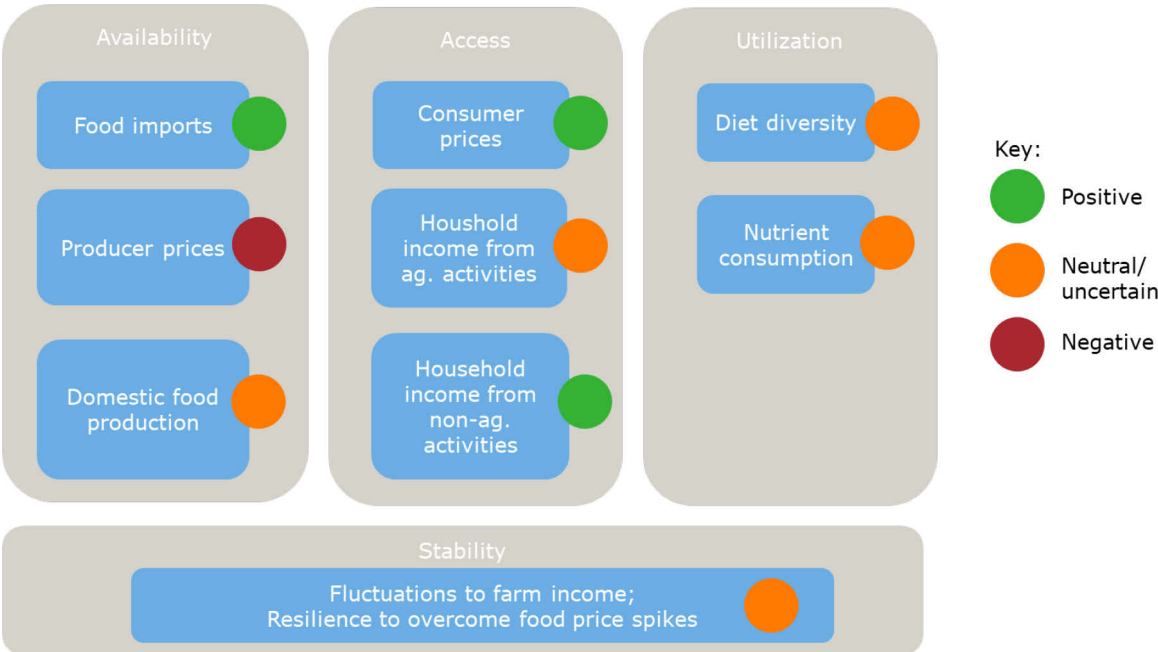 Availability
Food imports
Producer prices
Domestic food
production
Access
Consumer
prices
Houshold
income from
ag. activities
Household
income from
non-ag.
activities
Utilization
Diet diversity
Nutrient
consumption
Key:
Positive
Neutral/
uncertain
Negative
Stability
Fluctuations to farm income;
Resilience to overcome food price spikes